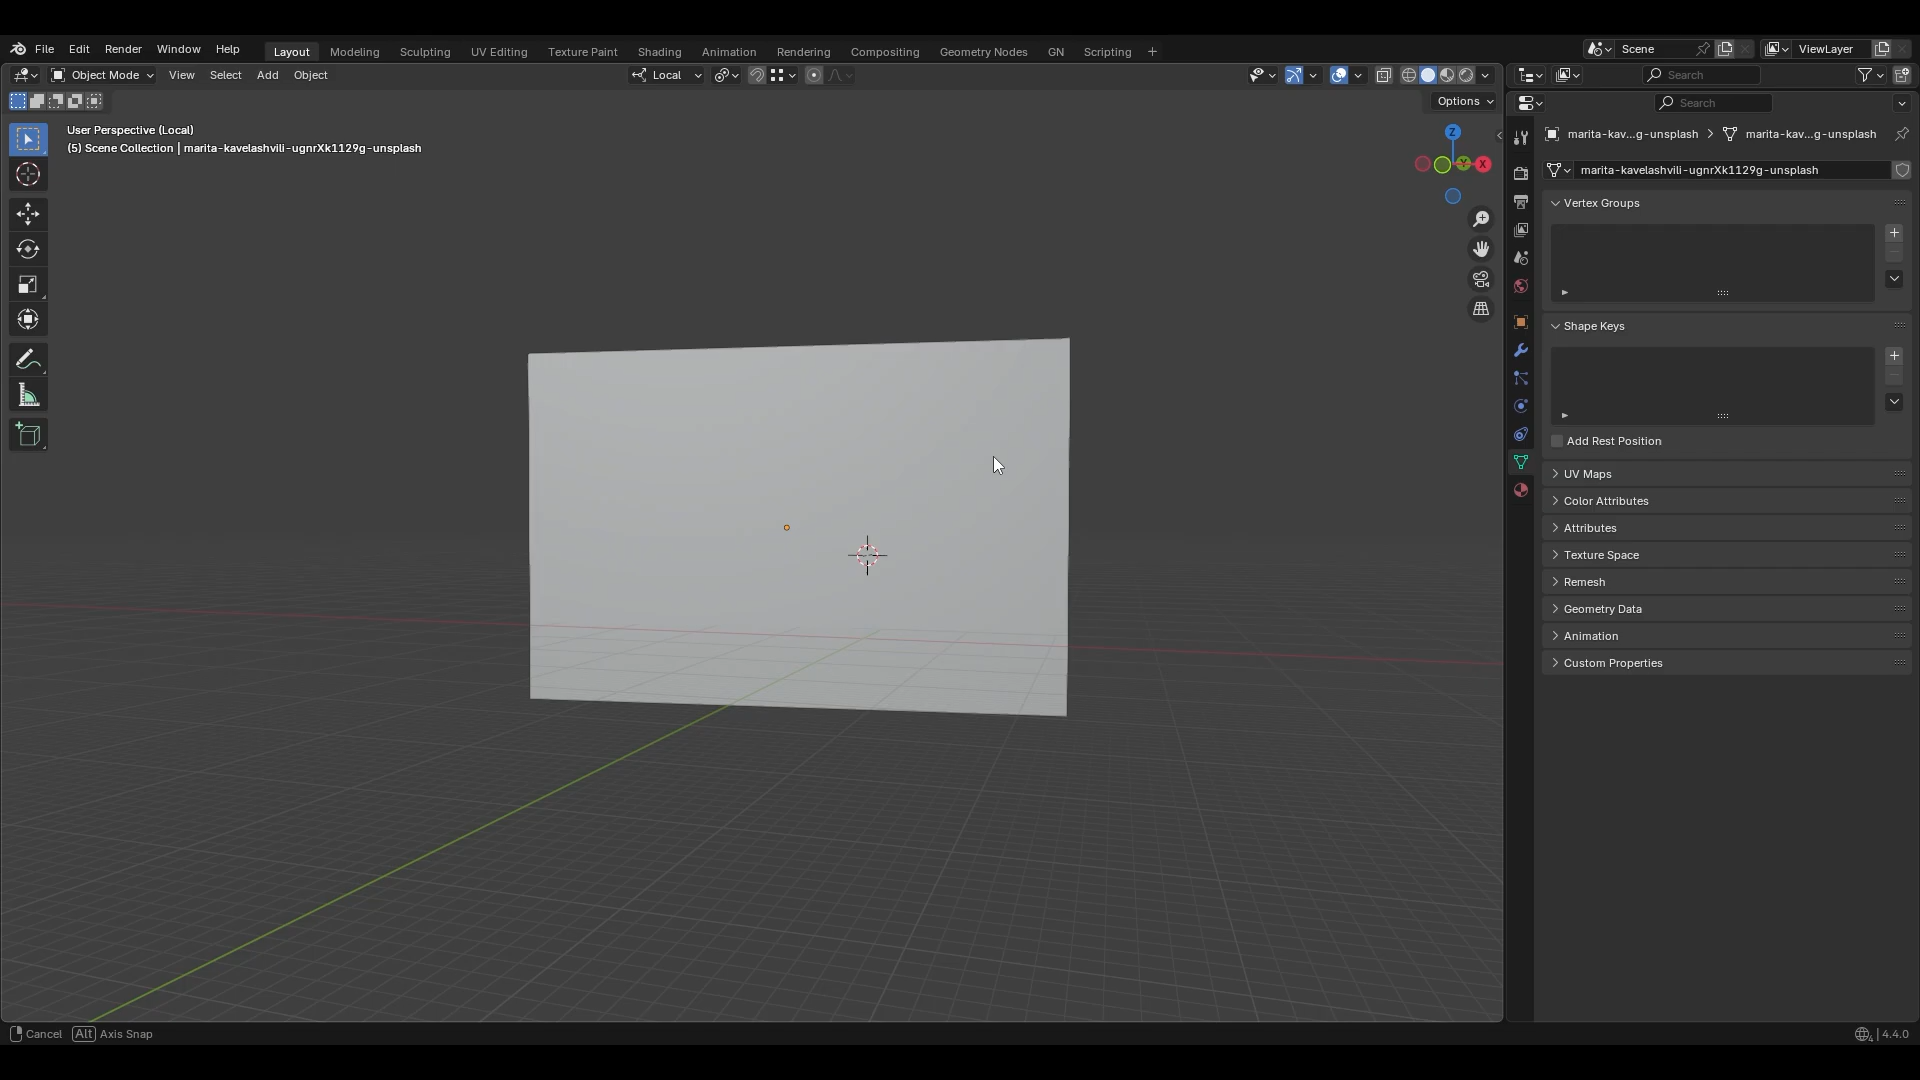 File Edit Render Window Help Layout Modeling Sculpting UV Editing Texture Paint Shading Animation Rendering Compositing Geometry Nodes GN Scripting + Scene ViewLayer
Object Mode View Select Add Object Local Search
Options Search
User Perspective (Local)
(5) Scene Collection | marita-kavelashvili-ugnrXk1129g-unsplash
Z
Y
X
marita-kav...g-unsplash > marita-kav...g-unsplash
marita-kavelashvili-ugnrXk1129g-unsplash
Vertex Groups
Shape Keys
Add Rest Position
UV Maps
Color Attributes
Attributes
Texture Space
Remesh
Geometry Data
Animation
Custom Properties
Cancel Alt Axis Snap 4.4.0